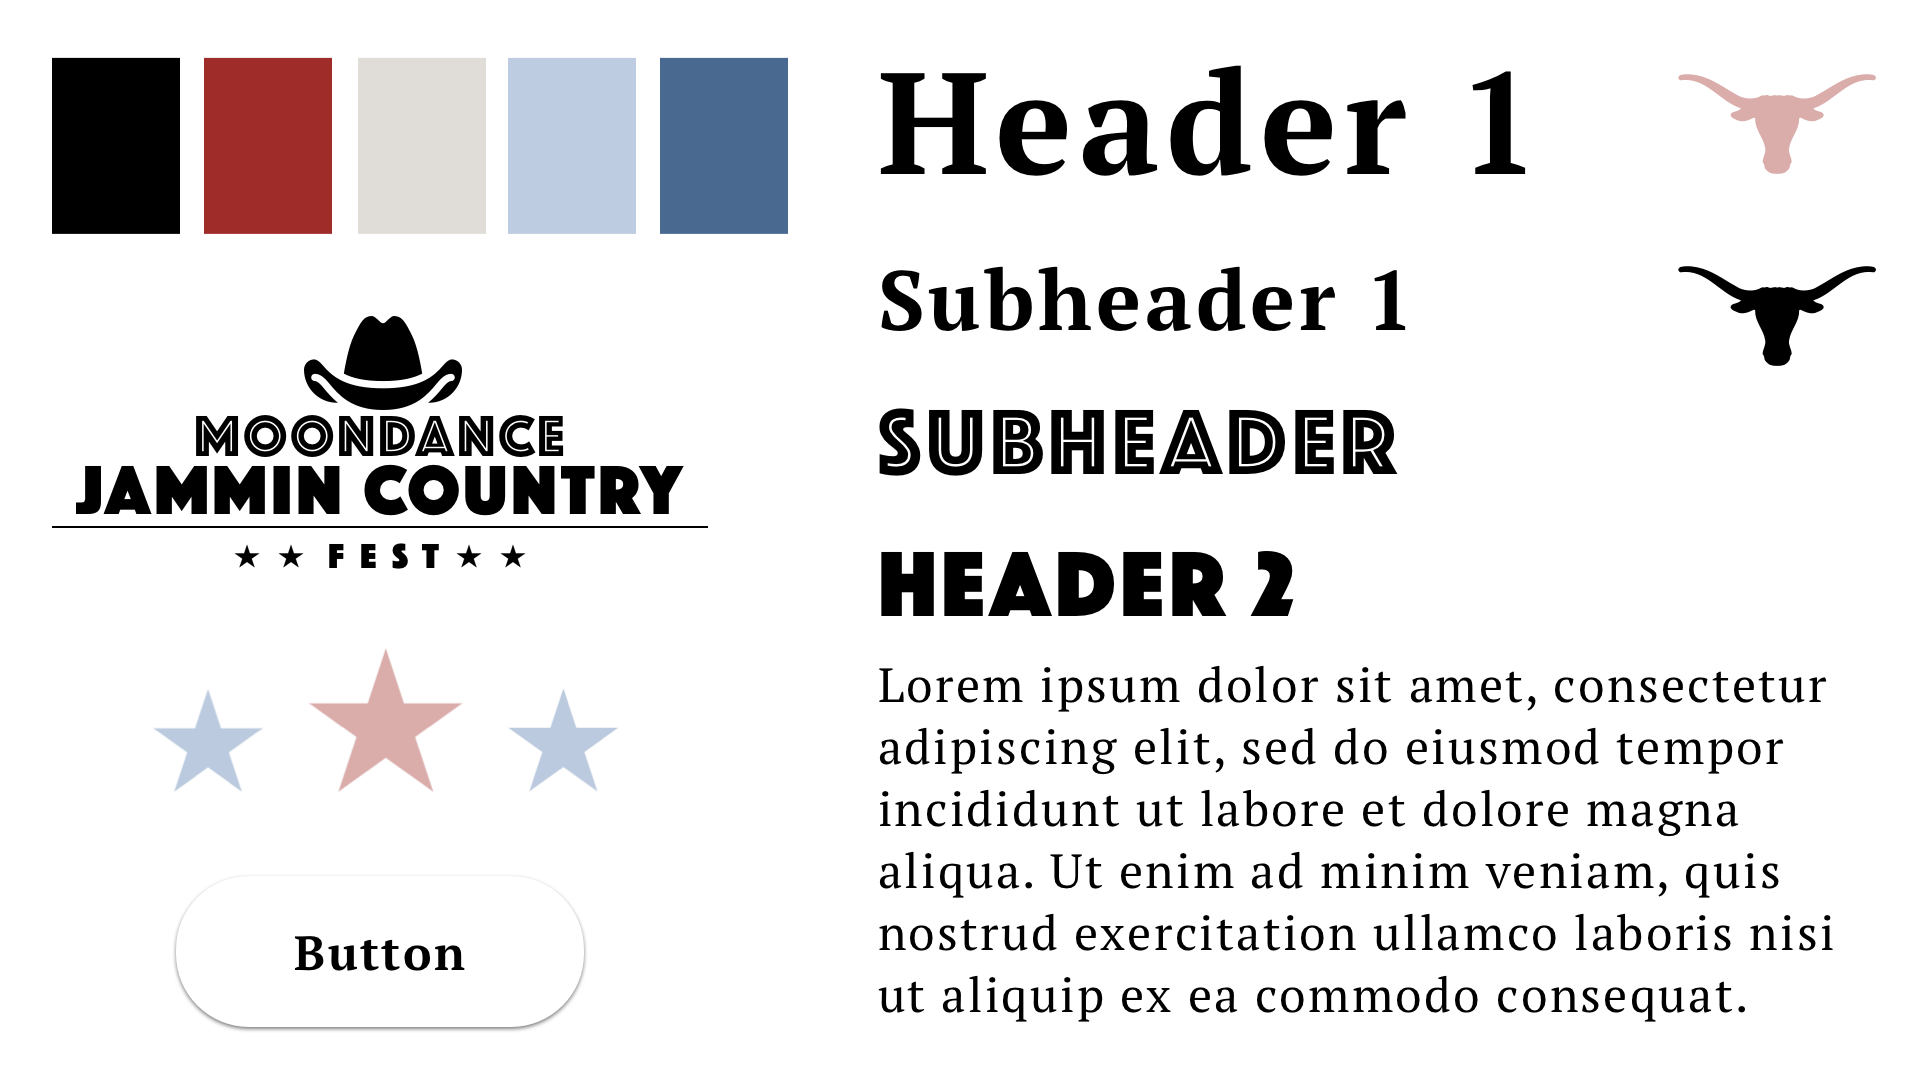 MOONDANCE
JAMMIN COUNTRY
★ ★ FEST ★ ★
Button
Header 1
Subheader 1
SUBHEADER
HEADER 2
Lorem ipsum dolor sit amet, consectetur
adipiscing elit, sed do eiusmod tempor
incididunt ut labore et dolore magna
aliqua. Ut enim ad minim veniam, quis
nostrud exercitation ullamco laboris nisi
ut aliquip ex ea commodo consequat.